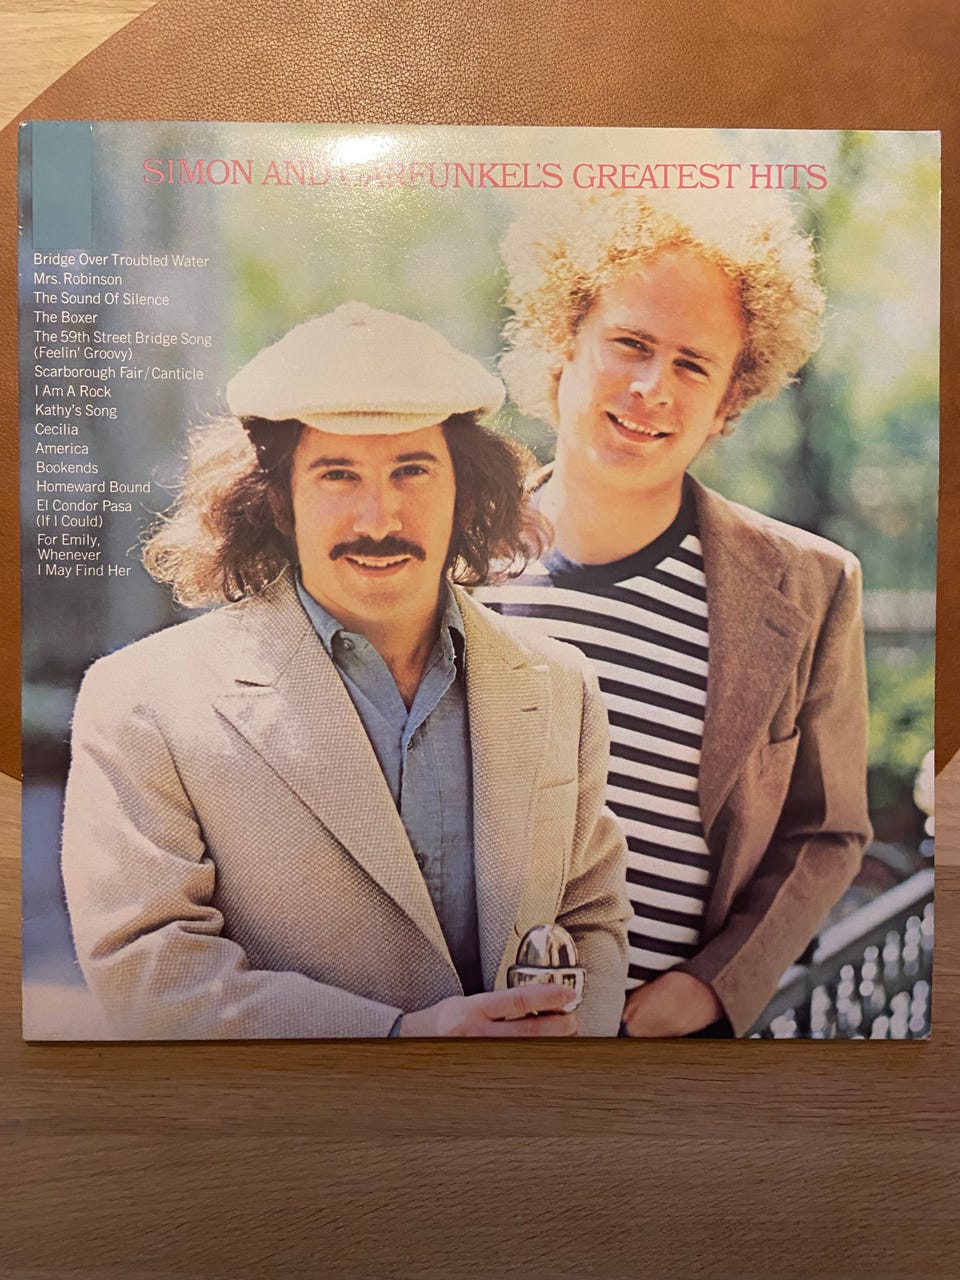 SIMON AND GARFUNKEL'S GREATEST HITS
Bridge Over Troubled Water
Mrs. Robinson
The Sound Of Silence
The Boxer
The 59th Street Bridge Song
(Feelin' Groovy)
Scarborough Fair/Canticle
I Am A Rock
Kathy's Song
Cecilia
America
Bookends
Homeward Bound
El Condor Pasa
(If I Could)
For Emily,
Whenever
I May Find Her